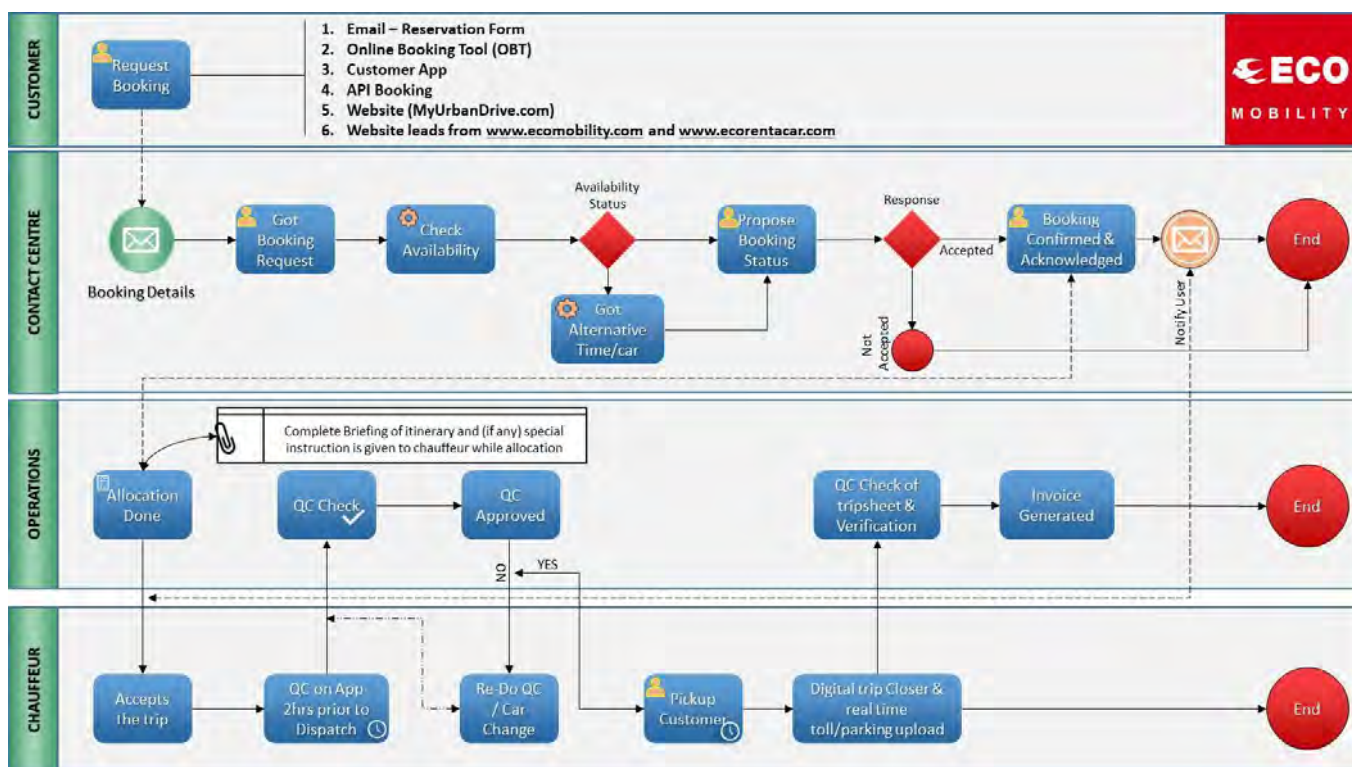 CUSTOMER
Request
Booking
1. Email – Reservation Form
2. Online Booking Tool (OBT)
3. Customer App
4. API Booking
5. Website (MyUrbanDrive.com)
6. Website leads from www.ecomobility.com and www.ecorentacar.com
ECO
MOBILITY
CONTACT CENTRE
Booking Details
Got
Booking
Request
Check
Availability
Availability
Status
Got
Alternative
Time/car
Propose
Booking
Status
Response
Accepted
Not
Accepted
Booking
Confirmed &
Acknowledged
Notify User
End
OPERATIONS
Complete Briefing of itinerary and (if any) special
instruction is given to chauffeur while allocation
Allocation
Done
QC Check
QC
Approved
NO
YES
QC Check of
tripsheet &
Verification
Invoice
Generated
End
CHAUFFEUR
Accepts
the trip
QC on App
2hrs prior to
Dispatch
Re-Do QC
/ Car
Change
Pickup
Customer
Digital trip Closer &
real time
toll/parking upload
End